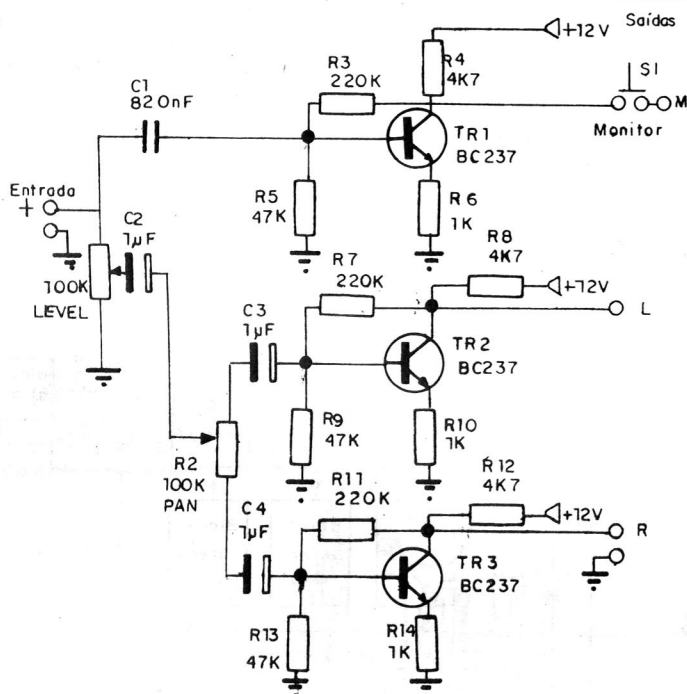 Saídas
+12V
R3
220K
R4
4K7
S1
M
Monitor
C1
820nF
TR1
BC237
Entrada
+
C2
1µF
R5
47K
R6
1K
R8
4K7
100K
LEVEL
R7
220K
+12V
L
C3
1µF
TR2
BC237
R9
47K
R10
1K
R2
100K
PAN
R11
220K
R12
4K7
+12V
R
C4
1µF
TR3
BC237
R13
47K
R14
1K